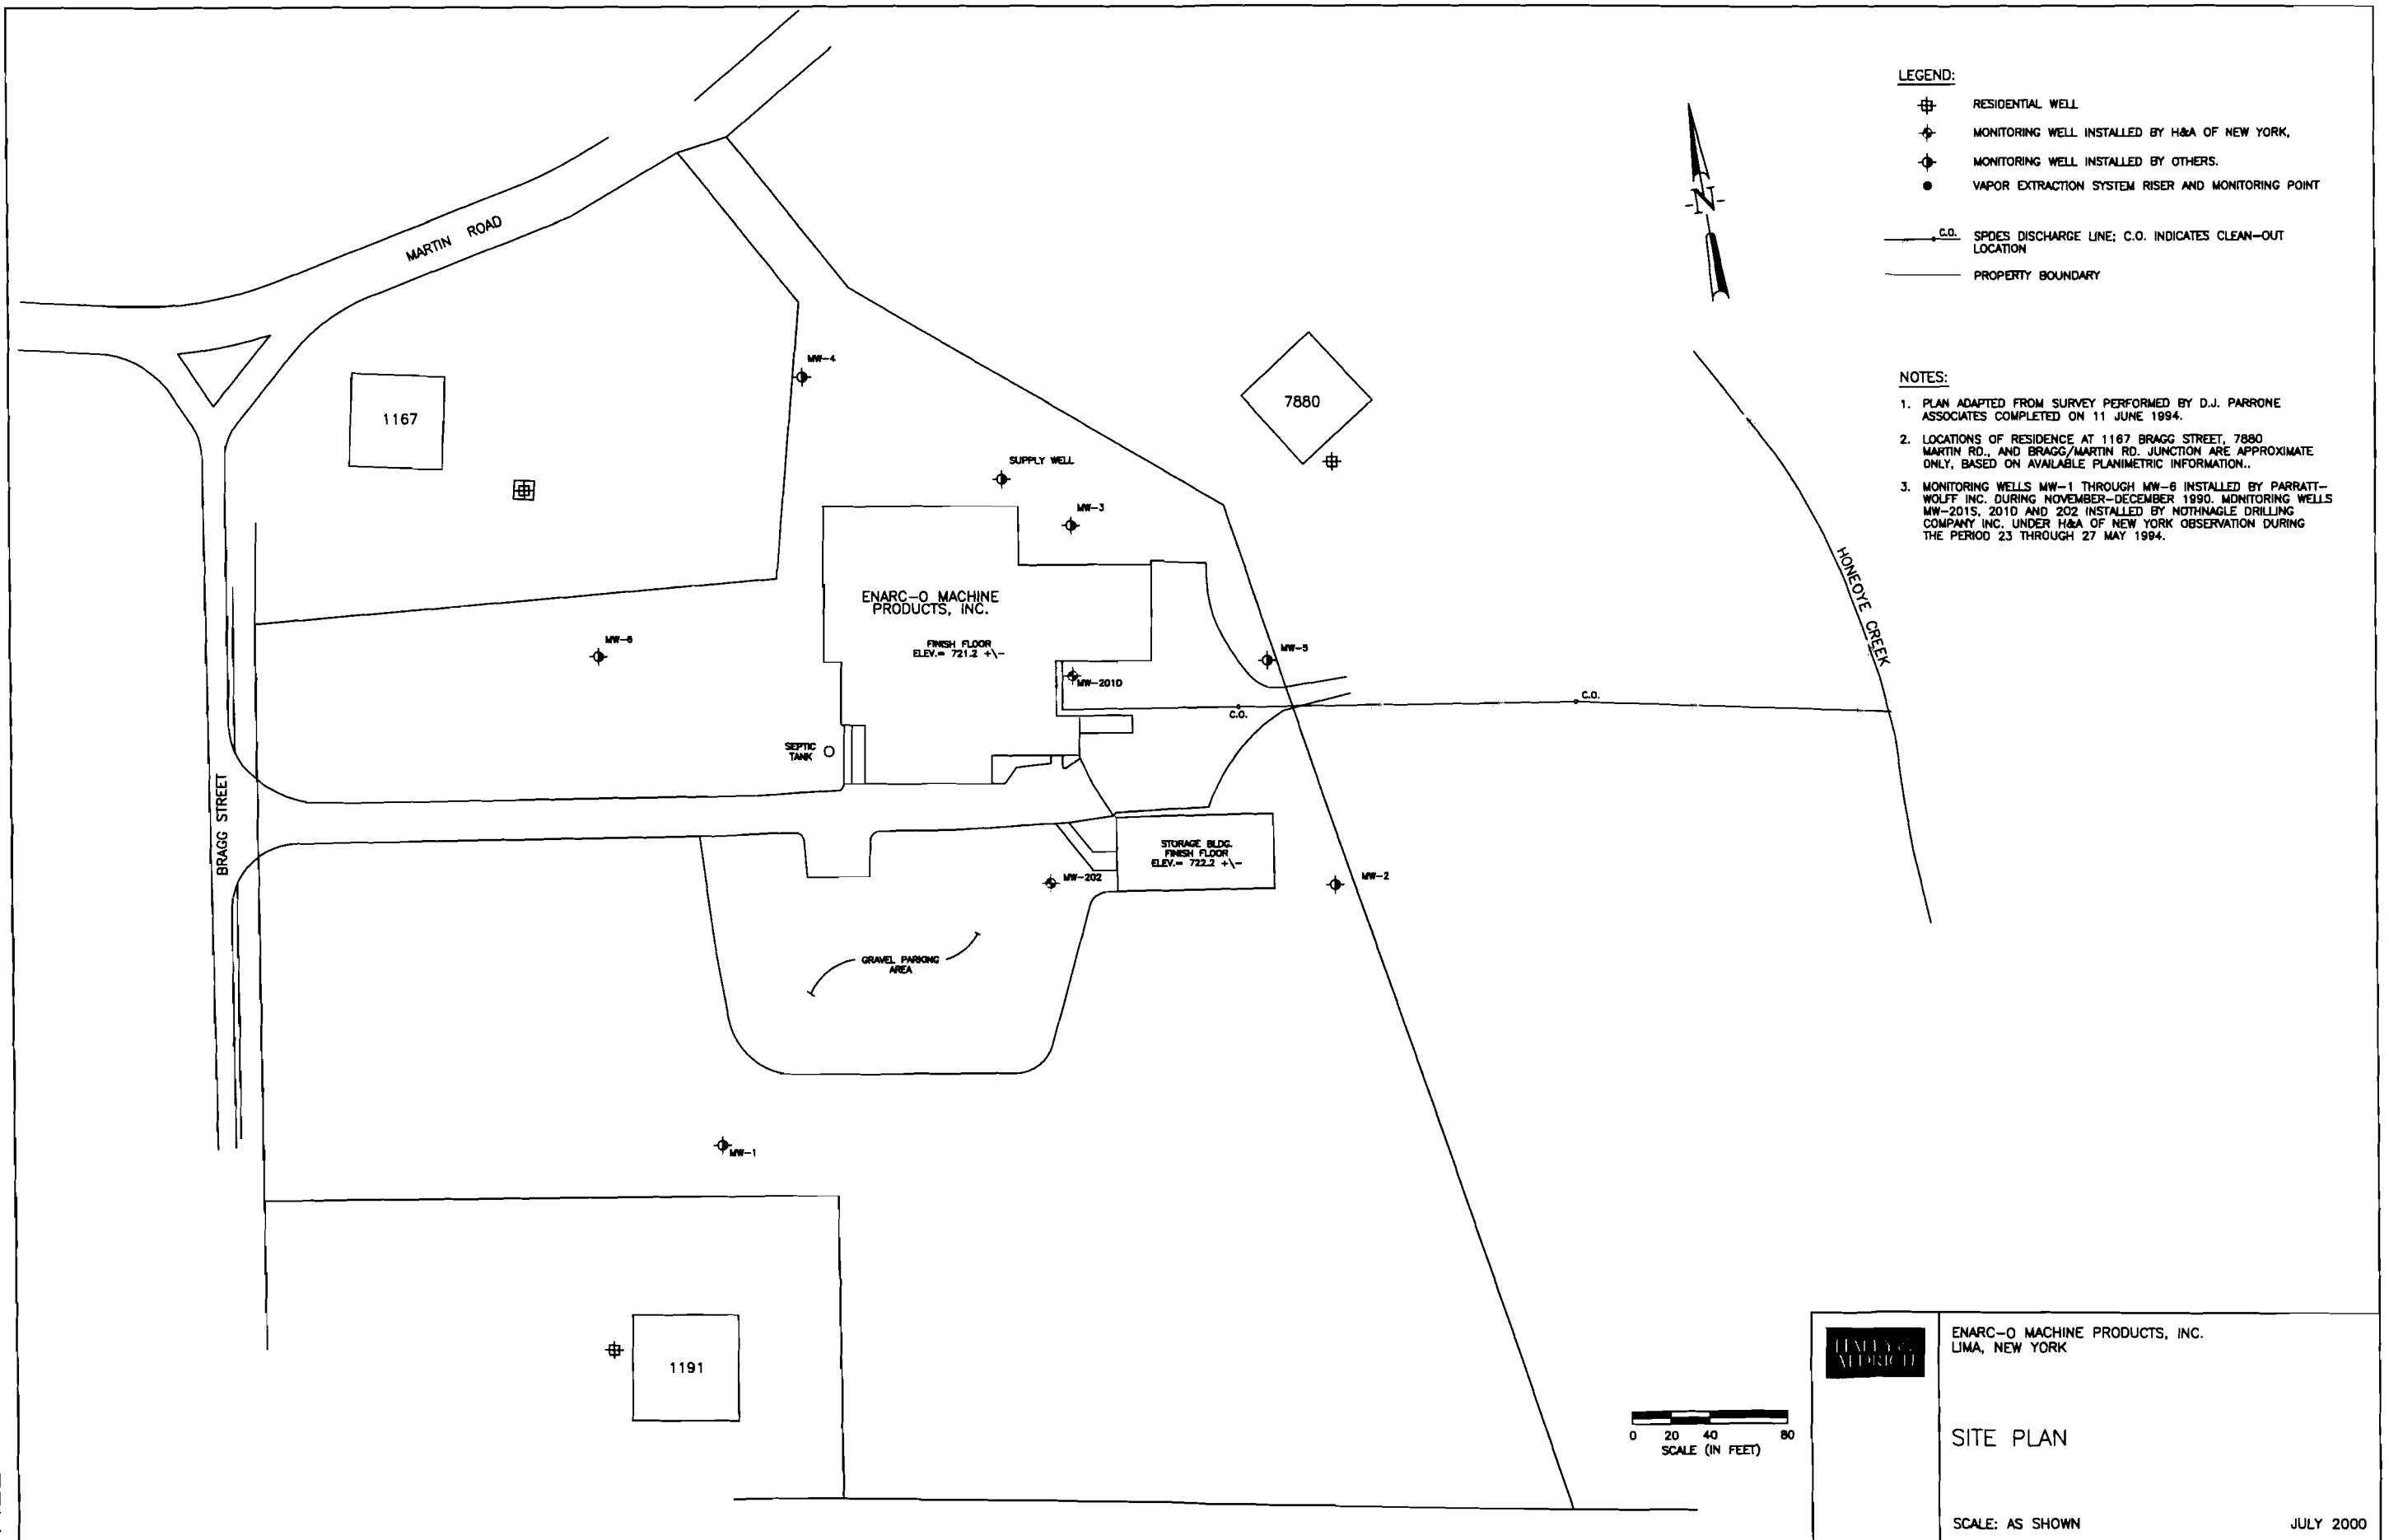 LEGEND:
RESIDENTIAL WELL
MONITORING WELL INSTALLED BY H&A OF NEW YORK,
MONITORING WELL INSTALLED BY OTHERS.
VAPOR EXTRACTION SYSTEM RISER AND MONITORING POINT
C.O. SPDES DISCHARGE LINE; C.O. INDICATES CLEAN-OUT
LOCATION
PROPERTY BOUNDARY
N
NOTES:
1. PLAN ADAPTED FROM SURVEY PERFORMED BY D.J. PARRONE
ASSOCIATES COMPLETED ON 11 JUNE 1994.
2. LOCATIONS OF RESIDENCE AT 1167 BRAGG STREET, 7880
MARTIN RD., AND BRAGG/MARTIN RD. JUNCTION ARE APPROXIMATE
ONLY, BASED ON AVAILABLE PLANIMETRIC INFORMATION..
3. MONITORING WELLS MW-1 THROUGH MW-6 INSTALLED BY PARRATT-
WOLFF INC. DURING NOVEMBER-DECEMBER 1990. MONITORING WELLS
MW-201S, 201D AND 202 INSTALLED BY NOTHNAGLE DRILLING
COMPANY INC. UNDER H&A OF NEW YORK OBSERVATION DURING
THE PERIOD 23 THROUGH 27 MAY 1994.
MARTIN ROAD
MW-4
1167
7880
SUPPLY WELL
MW-3
HONEOYE CREEK
ENARC-O MACHINE
PRODUCTS, INC.
FINISH FLOOR
ELEV.= 721.2 +\-
MW-6
MW-5
MW-201D
C.O.
C.O.
SEPTIC
TANK
BRAGG STREET
STORAGE BLDG.
FINISH FLOOR
ELEV.= 722.2 +\-
MW-202
MW-2
GRAVEL PARKING
AREA
MW-1
1191
0 20 40 80
SCALE (IN FEET)
HALEY &
ALDRICH
ENARC-O MACHINE PRODUCTS, INC.
LIMA, NEW YORK
SITE PLAN
SCALE: AS SHOWN
JULY 2000